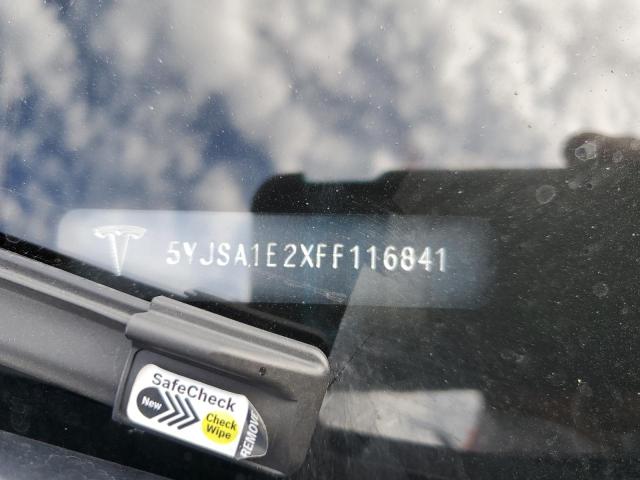 5YJSA1E2XFF116841
SafeCheck
New
Check
Wipe
REMOVE